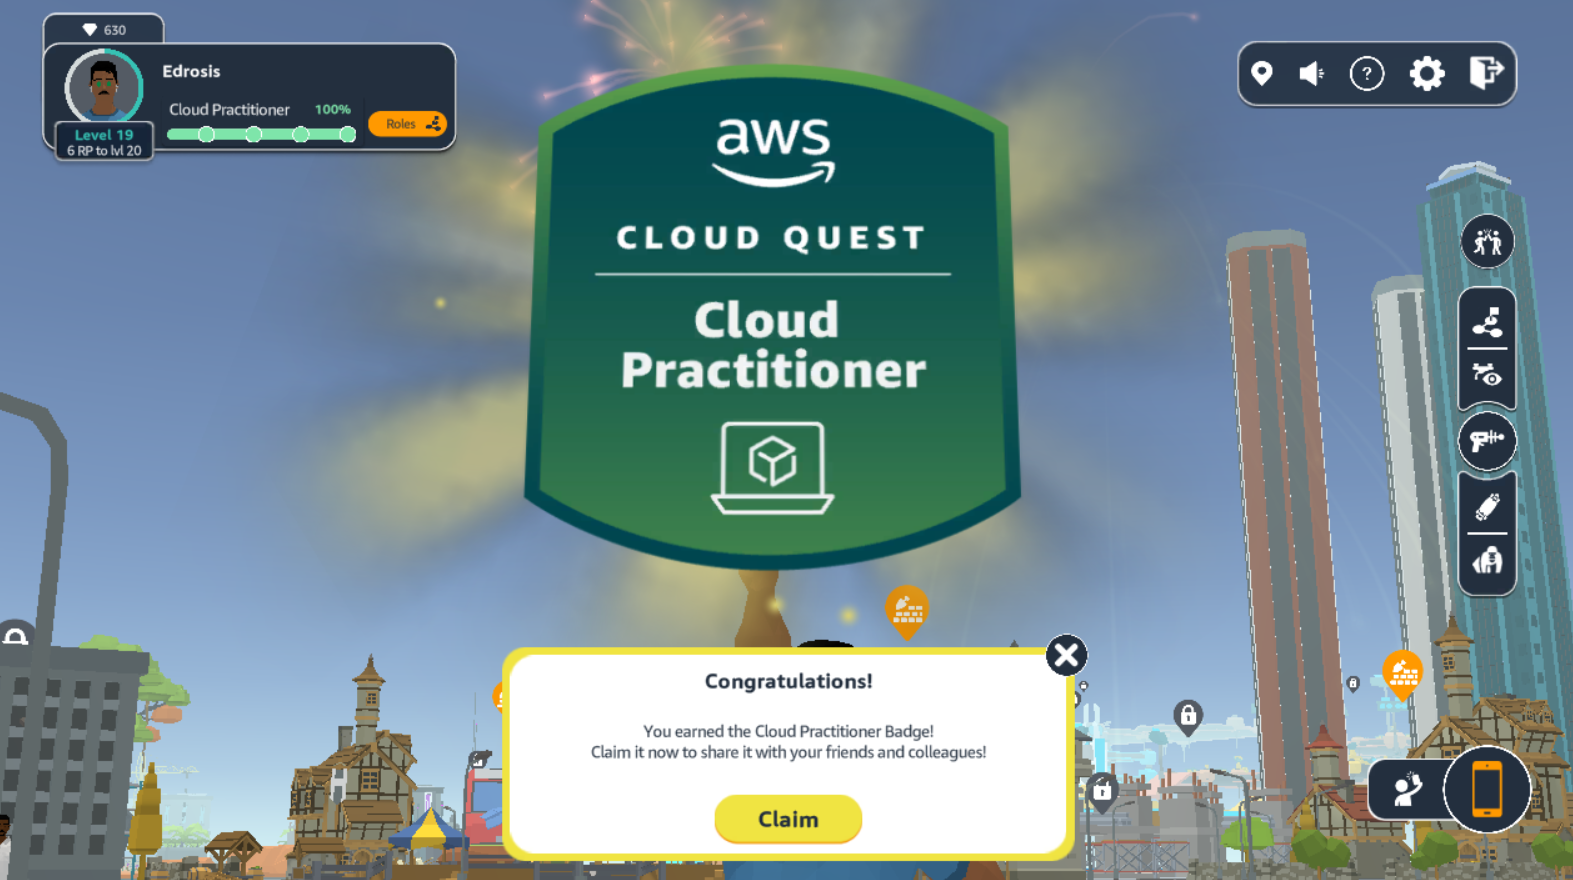 630
Edrosis
Cloud Practitioner 100%
Roles
Level 19
6 RP to lvl 20
?
aws
CLOUD QUEST
Cloud
Practitioner
Congratulations!
You earned the Cloud Practitioner Badge!
Claim it now to share it with your friends and colleagues!
Claim